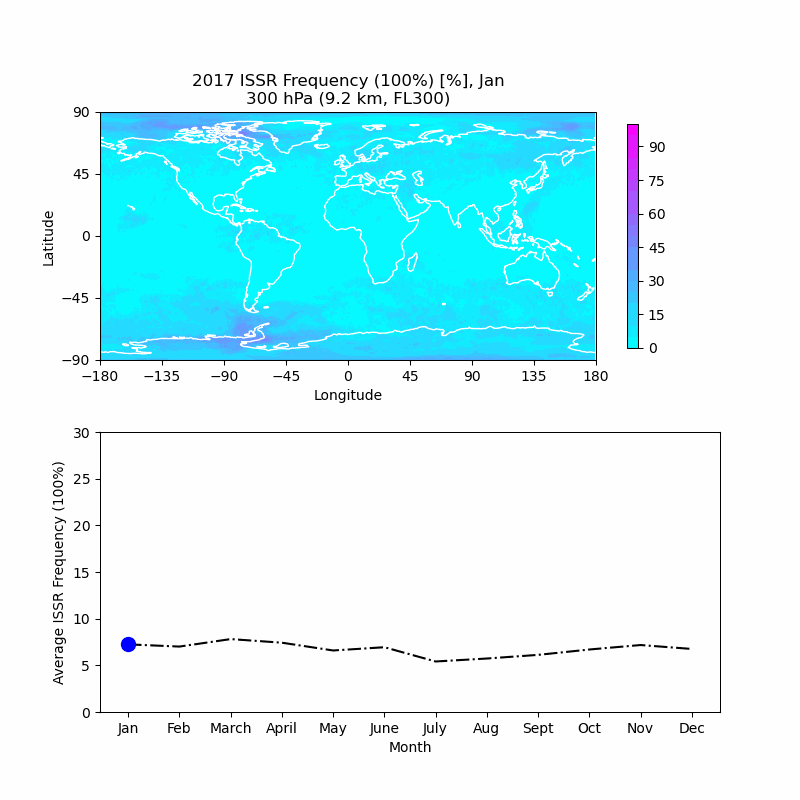 2017 ISSR Frequency (100%) [%], Jan
300 hPa (9.2 km, FL300)
90
45
0
−45
−90
Latitude
−180 −135 −90 −45 0 45 90 135 180
Longitude
90
75
60
45
30
15
0
30
25
20
15
10
5
0
Average ISSR Frequency (100%)
Jan Feb March April May June July Aug Sept Oct Nov Dec
Month